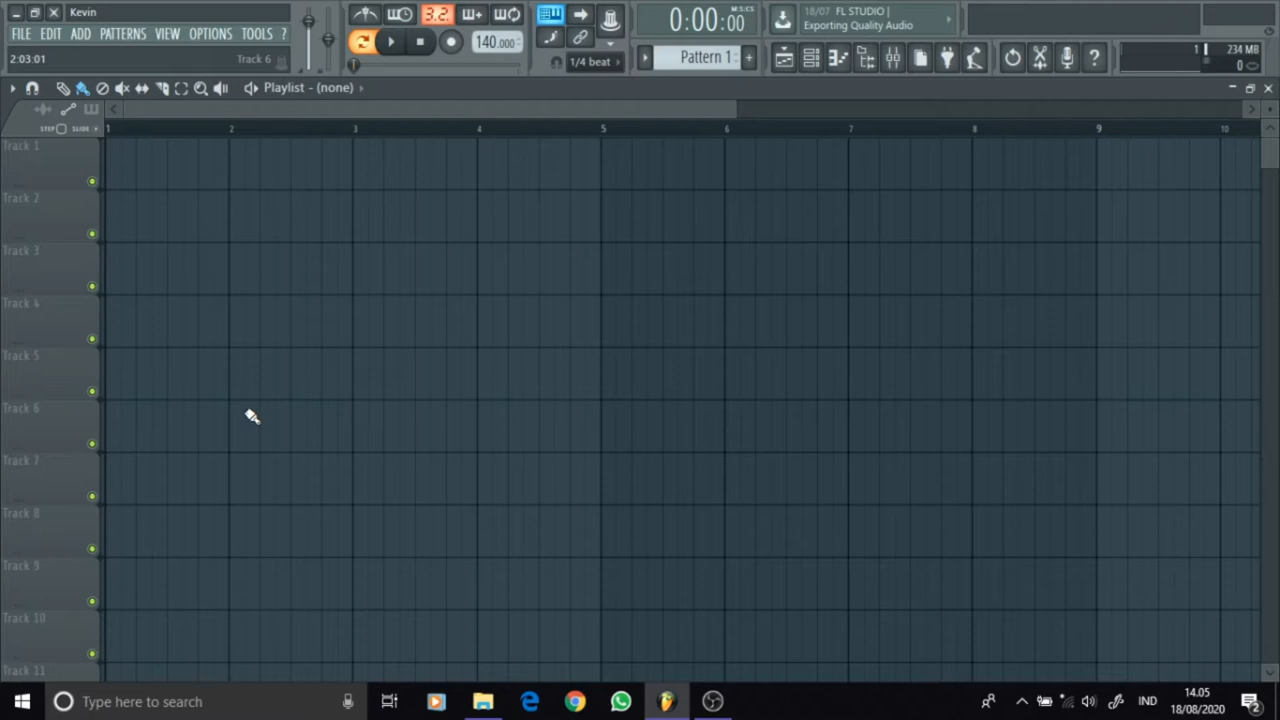 Kevin
FILE EDIT ADD PATTERNS VIEW OPTIONS TOOLS ?
2:03:01 Track 6
3.2.
140.000
1/4 beat
0:00:00
M:S:CS
Pattern 1
18/07 FL STUDIO |
Exporting Quality Audio
1
234 MB
0
Playlist - (none)
STEP SLIDE
1 2 3 4 5 6 7 8 9 10
Track 1
Track 2
Track 3
Track 4
Track 5
Track 6
Track 7
Track 8
Track 9
Track 10
Track 11
Type here to search
IND
14.05
18/08/2020
2